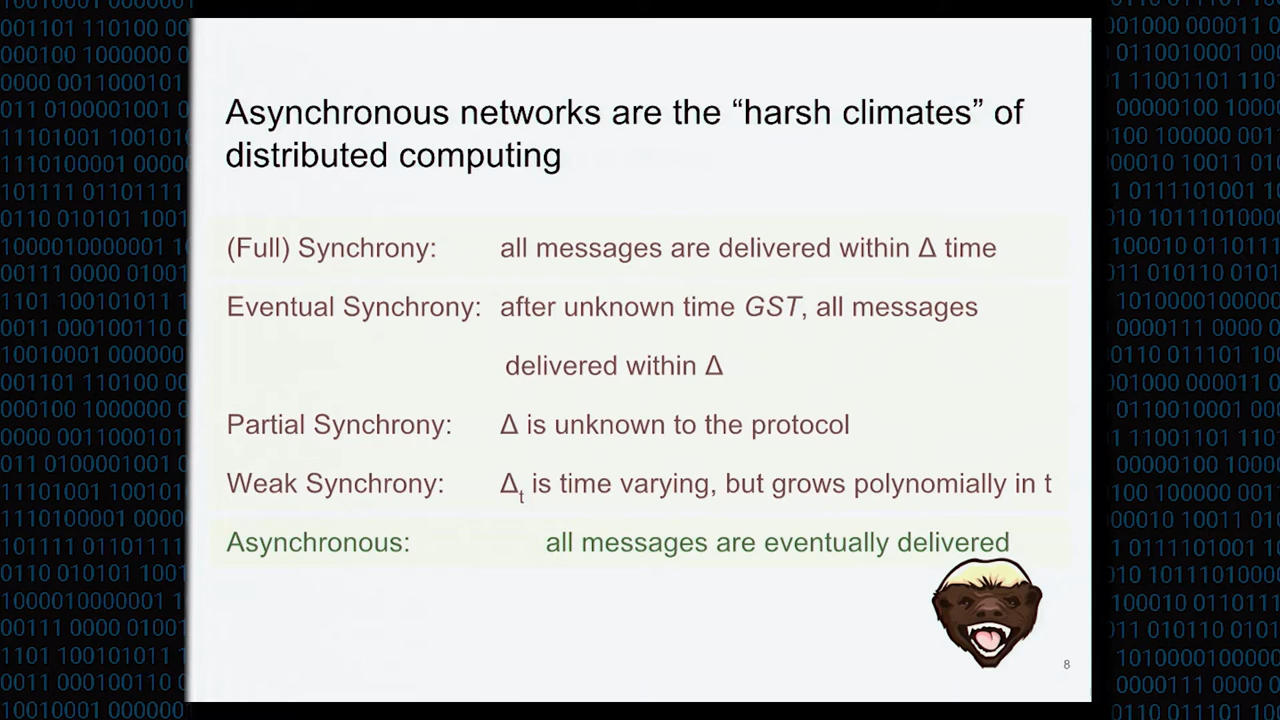 Asynchronous networks are the “harsh climates” of
distributed computing
(Full) Synchrony: all messages are delivered within Δ time
Eventual Synchrony: after unknown time GST, all messages
delivered within Δ
Partial Synchrony: Δ is unknown to the protocol
Weak Synchrony: Δt is time varying, but grows polynomially in t
Asynchronous: all messages are eventually delivered
8